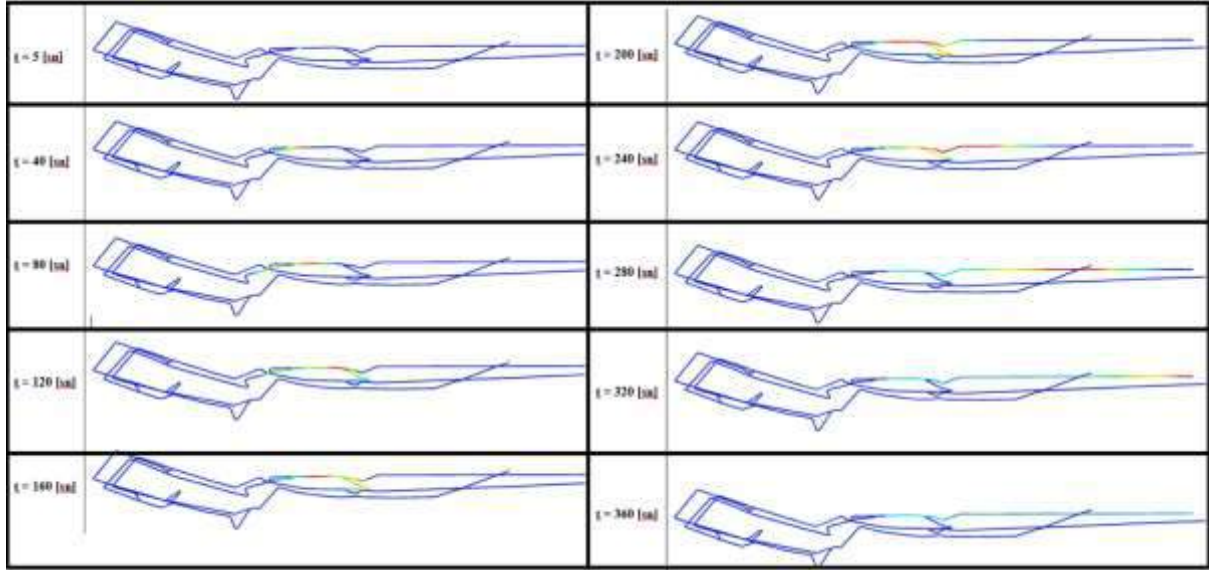 t = 5 [sn]
t = 40 [sn]
t = 80 [sn]
t = 120 [sn]
t = 160 [sn]
t = 200 [sn]
t = 240 [sn]
t = 280 [sn]
t = 320 [sn]
t = 360 [sn]